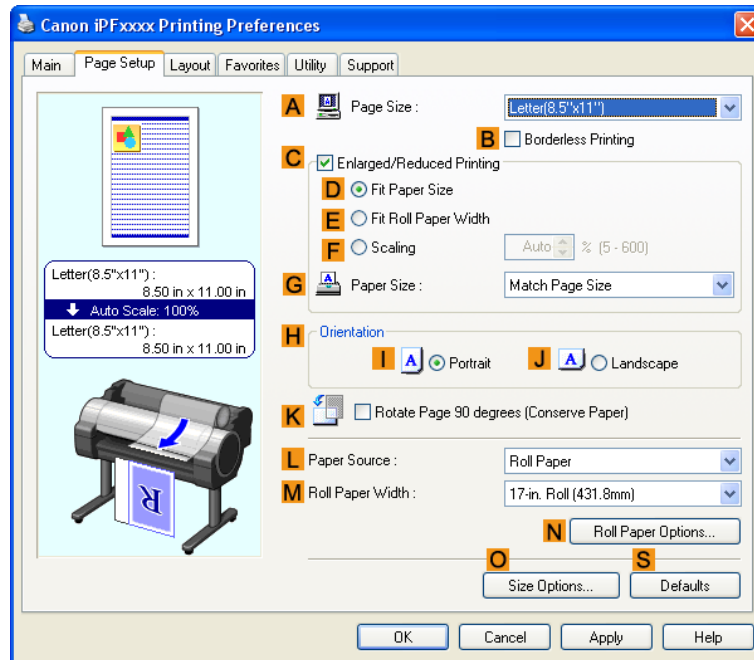 Canon iPFxxxx Printing Preferences
Main Page Setup Layout Favorites Utility Support
A Page Size : Letter(8.5"x11")
B Borderless Printing
C Enlarged/Reduced Printing
D Fit Paper Size
E Fit Roll Paper Width
F Scaling Auto % (5 - 600)
G A Paper Size : Match Page Size
Letter(8.5"x11") :
8.50 in x 11.00 in
Auto Scale: 100%
Letter(8.5"x11") :
8.50 in x 11.00 in
H Orientation
I A Portrait J A Landscape
K Rotate Page 90 degrees (Conserve Paper)
L Paper Source : Roll Paper
M Roll Paper Width : 17-in. Roll (431.8mm)
N Roll Paper Options...
R
O S
Size Options... Defaults
OK Cancel Apply Help